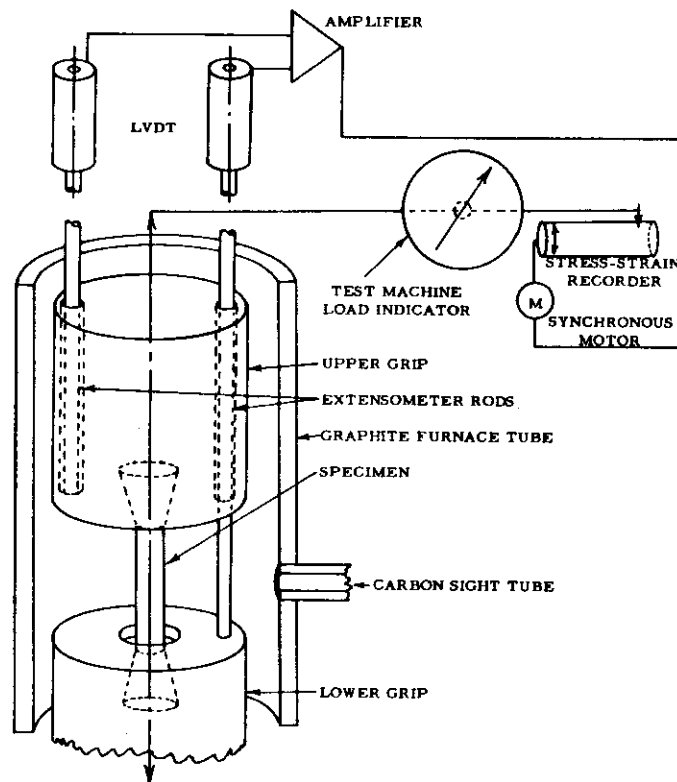 AMPLIFIER
LVDT
TEST MACHINE
LOAD INDICATOR
STRESS-STRAIN
RECORDER
M
SYNCHRONOUS
MOTOR
UPPER GRIP
EXTENSOMETER RODS
GRAPHITE FURNACE TUBE
SPECIMEN
CARBON SIGHT TUBE
LOWER GRIP